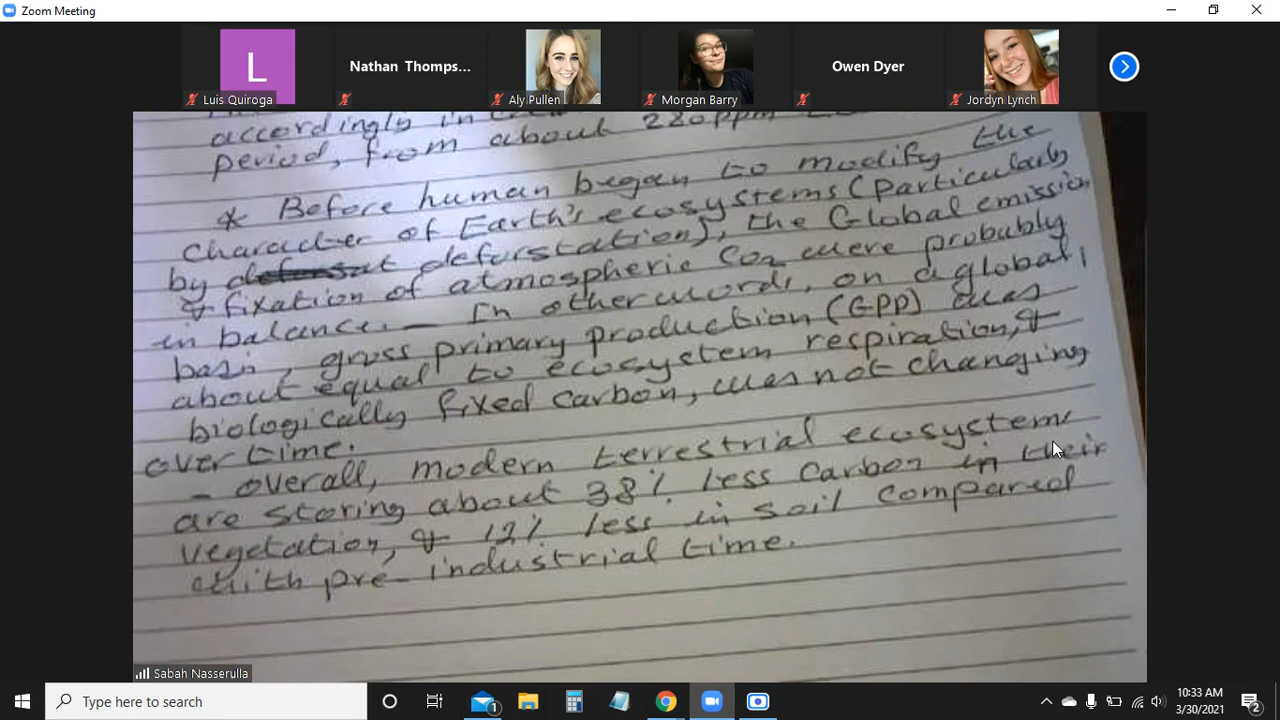 Zoom Meeting
L
Luis Quiroga
Nathan Thomps...
Aly Pullen
Morgan Barry
Owen Dyer
Jordyn Lynch
accordingly in
period, from about 220ppm
* Before human began to modify the
character of Earth's ecosystems (particularly
by deforstation), the Global emission
& fixation of atmospheric CO2 were probably
in balance. - In other words, on a global
basis, gross primary production (GPP) was
about equal to ecosystem respiration, &
biologically fixed carbon, was not changing
over time.
- overall, modern terrestrial ecosystems
are storing about 38% less carbon in their
vegetation, & 12% less in soil compared
with pre-industrial time.
Sabah Nasserulla
Type here to search
1
10:33 AM
3/30/2021
2